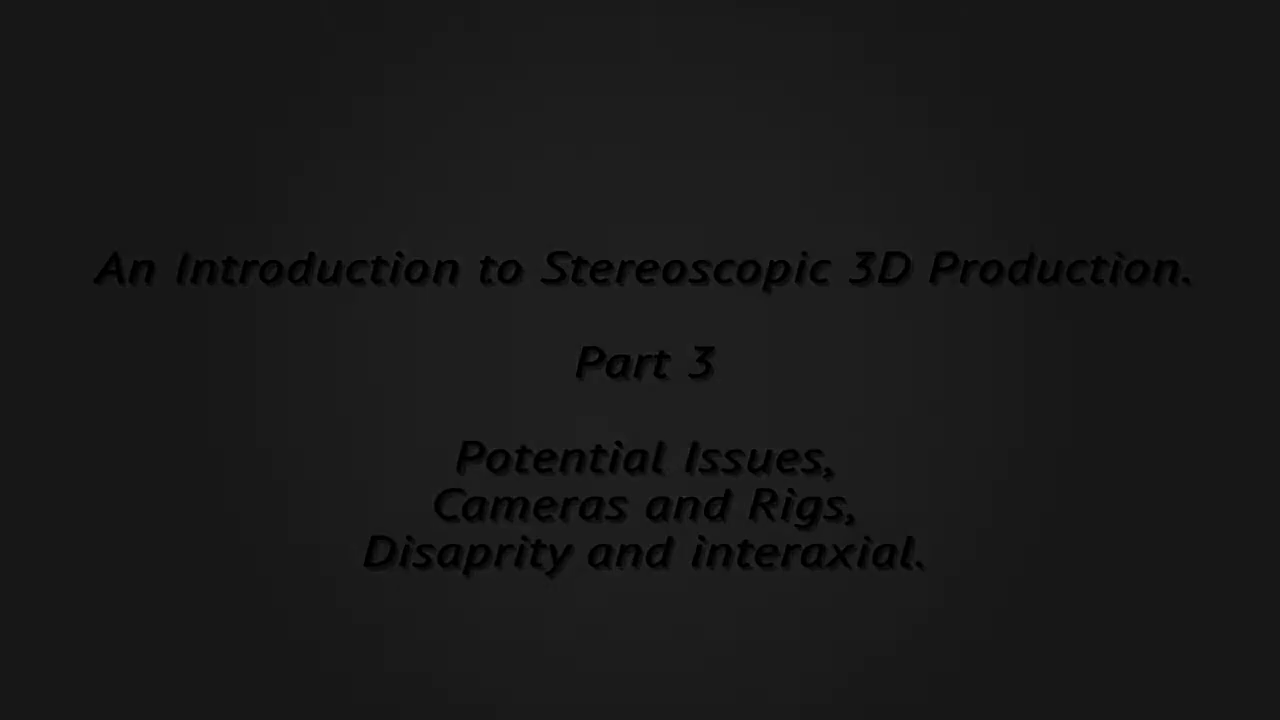 An Introduction to Stereoscopic 3D Production.
Part 3
Potential Issues,
Cameras and Rigs,
Disaprity and interaxial.